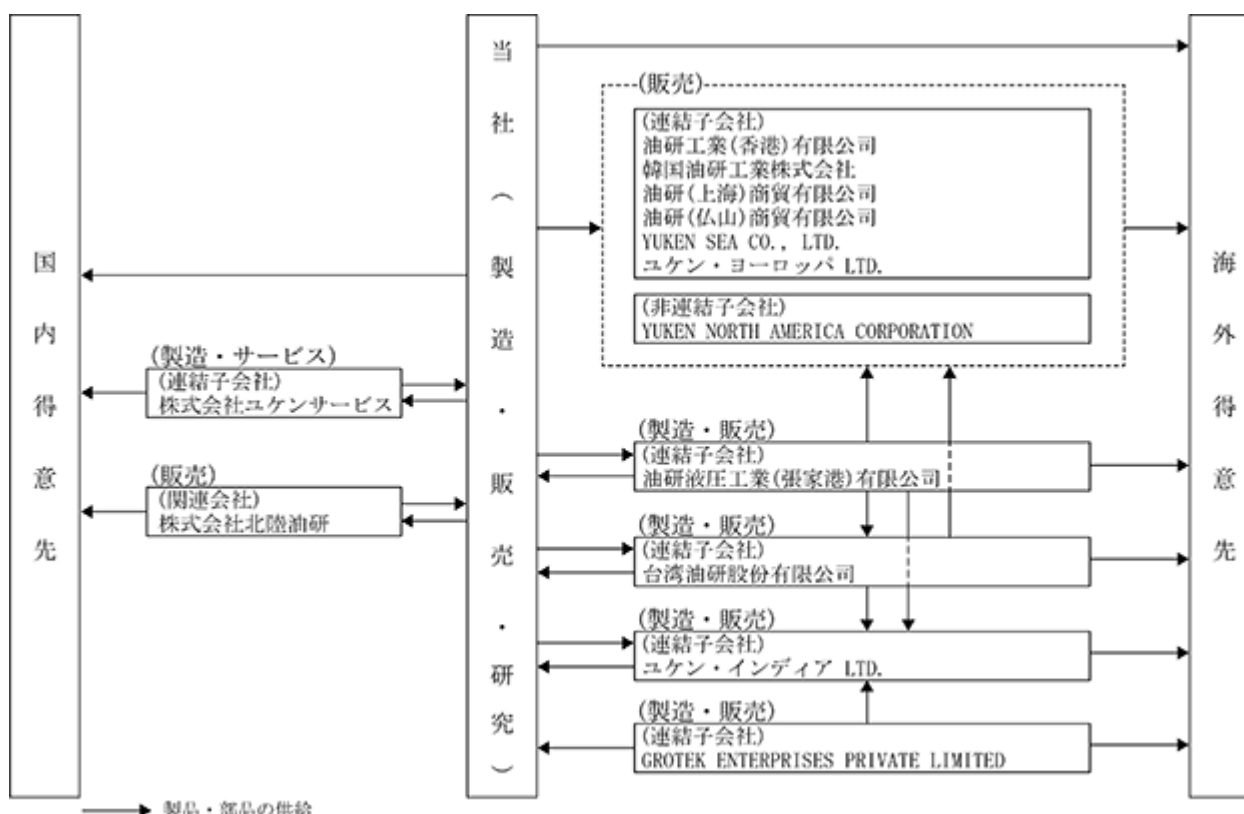 国内得意先
当社(製造・販売・研究)
海外得意先
(販売)
(連結子会社)
油研工業(香港)有限公司
韓国油研工業株式会社
油研(上海)商貿有限公司
油研(仏山)商貿有限公司
YUKEN SEA CO., LTD.
ユケン・ヨーロッパ LTD.
(非連結子会社)
YUKEN NORTH AMERICA CORPORATION
(製造・サービス)
(連結子会社)
株式会社ユケンサービス
(販売)
(関連会社)
株式会社北陸油研
(製造・販売)
(連結子会社)
油研液圧工業(張家港)有限公司
(製造・販売)
(連結子会社)
台湾油研股份有限公司
(製造・販売)
(連結子会社)
ユケン・インディア LTD.
(製造・販売)
(連結子会社)
GROTEK ENTERPRISES PRIVATE LIMITED
製品・部品の供給